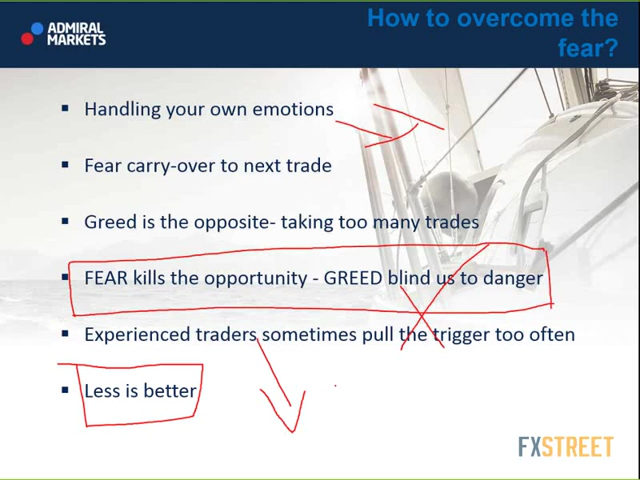 ADMIRAL
MARKETS
How to overcome the
fear?
▪ Handling your own emotions
▪ Fear carry-over to next trade
▪ Greed is the opposite- taking too many trades
▪ FEAR kills the opportunity - GREED blind us to danger
▪ Experienced traders sometimes pull the trigger too often
▪ Less is better
FXSTREET